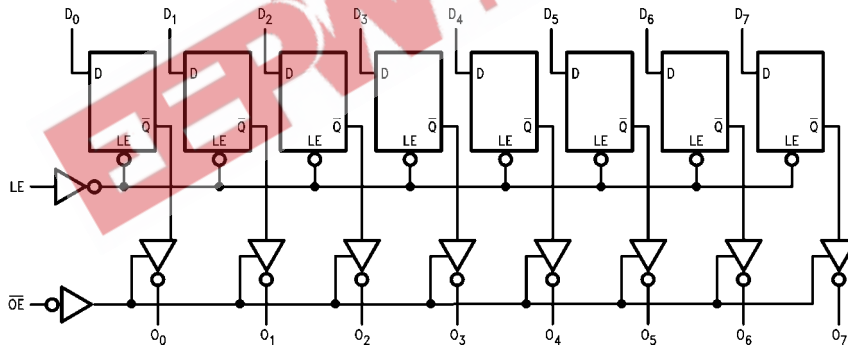 D0 D1 D2 D3 D4 D5 D6 D7
D D D D D D D D
Q̅ Q̅ Q̅ Q̅ Q̅ Q̅ Q̅ Q̅
LE LE LE LE LE LE LE LE
LE
O̅E̅
O0 O1 O2 O3 O4 O5 O6 O7